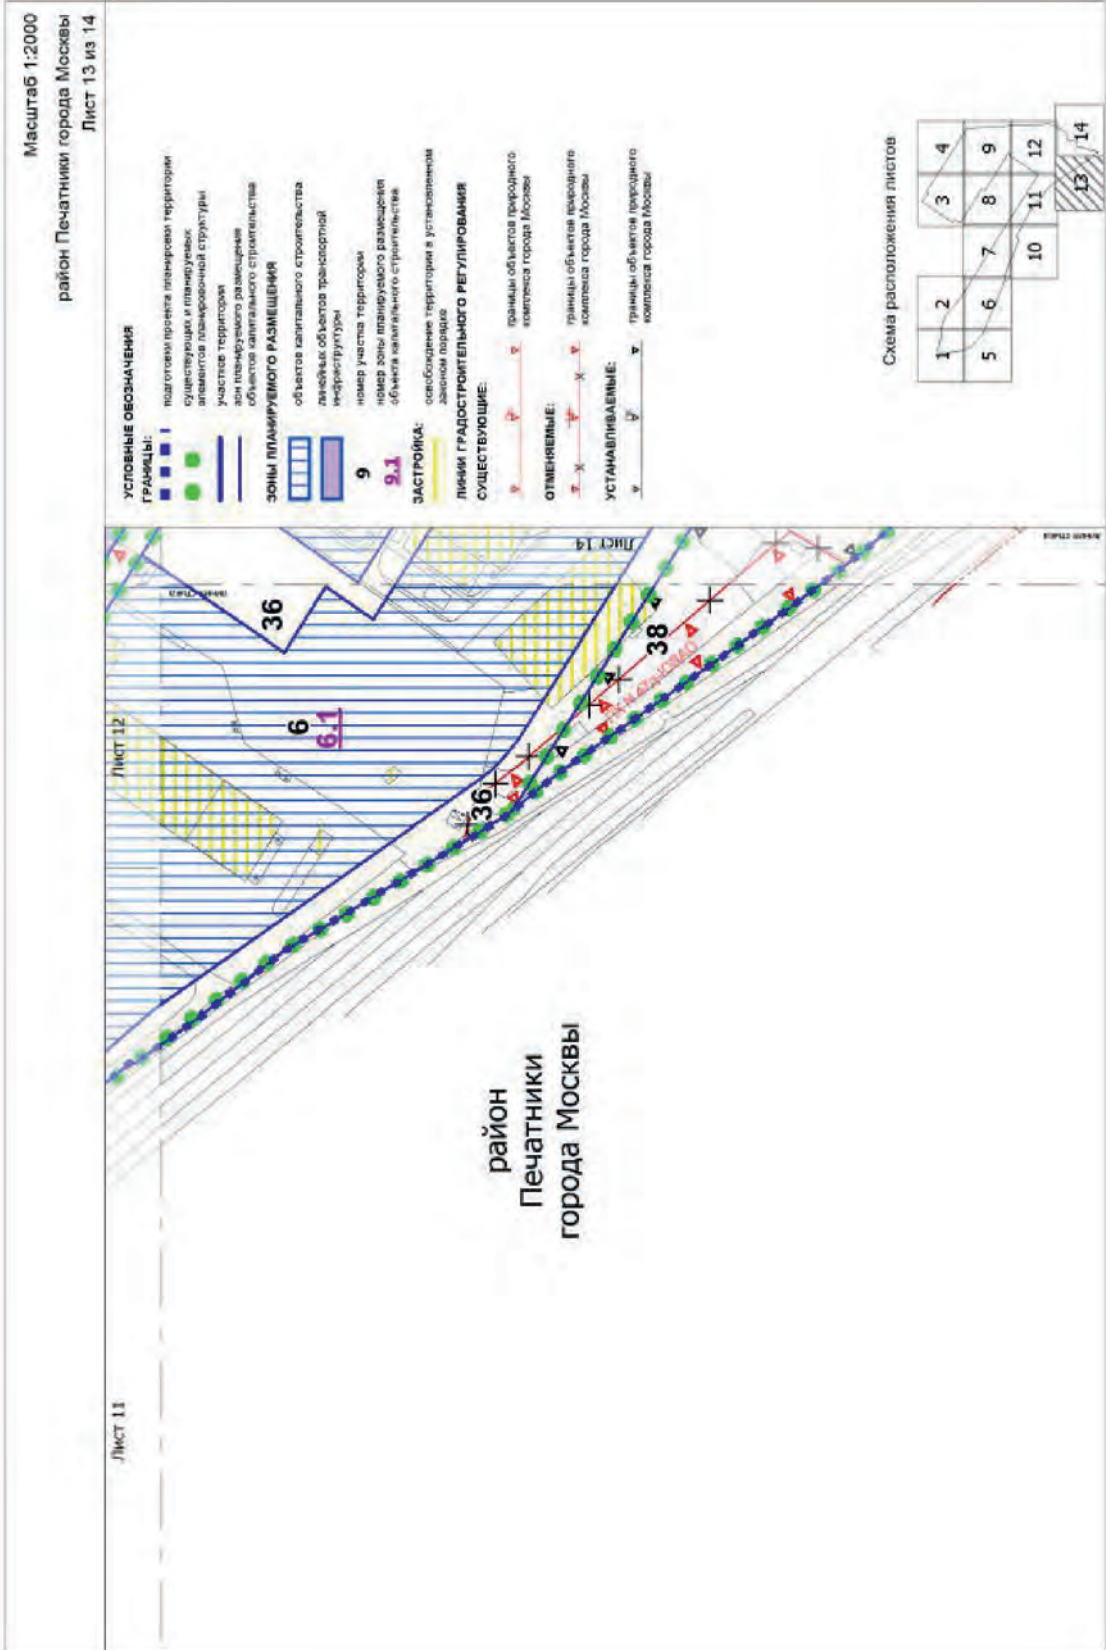 Масштаб 1:2000
район Печатники города Москвы
Лист 13 из 14
УСЛОВНЫЕ ОБОЗНАЧЕНИЯ
ГРАНИЦЫ:
подготовки проекта планировки территории
существующих и планируемых
элементов планировочной структуры
участков территории
зон планируемого размещения
объектов капитального строительства
ЗОНЫ ПЛАНИРУЕМОГО РАЗМЕЩЕНИЯ
объектов капитального строительства
линейных объектов транспортной
инфраструктуры
9 номер участка территории
9.1 номер зоны планируемого размещения
объекта капитального строительства
ЗАСТРОЙКА:
освобождение территории в установленном
законом порядке
ЛИНИИ ГРАДОСТРОИТЕЛЬНОГО РЕГУЛИРОВАНИЯ
СУЩЕСТВУЮЩИЕ:
границы объектов природного
комплекса города Москвы
ОТМЕНЯЕМЫЕ:
границы объектов природного
комплекса города Москвы
УСТАНАВЛИВАЕМЫЕ:
границы объектов природного
комплекса города Москвы
Схема расположения листов
1 2 3 4
5 6 7 8 9
10 11 12
13 14
Лист 11
Лист 12
Лист 14
линия стыка
линия стыка
36
6
6.1
36
38
район
Печатники
города Москвы